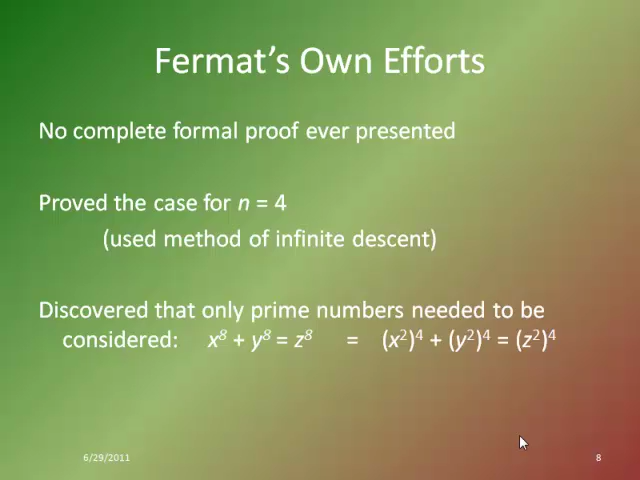 Fermat's Own Efforts
No complete formal proof ever presented
Proved the case for n = 4
(used method of infinite descent)
Discovered that only prime numbers needed to be
considered: x⁸ + y⁸ = z⁸ = (x²)⁴ + (y²)⁴ = (z²)⁴
6/29/2011 8